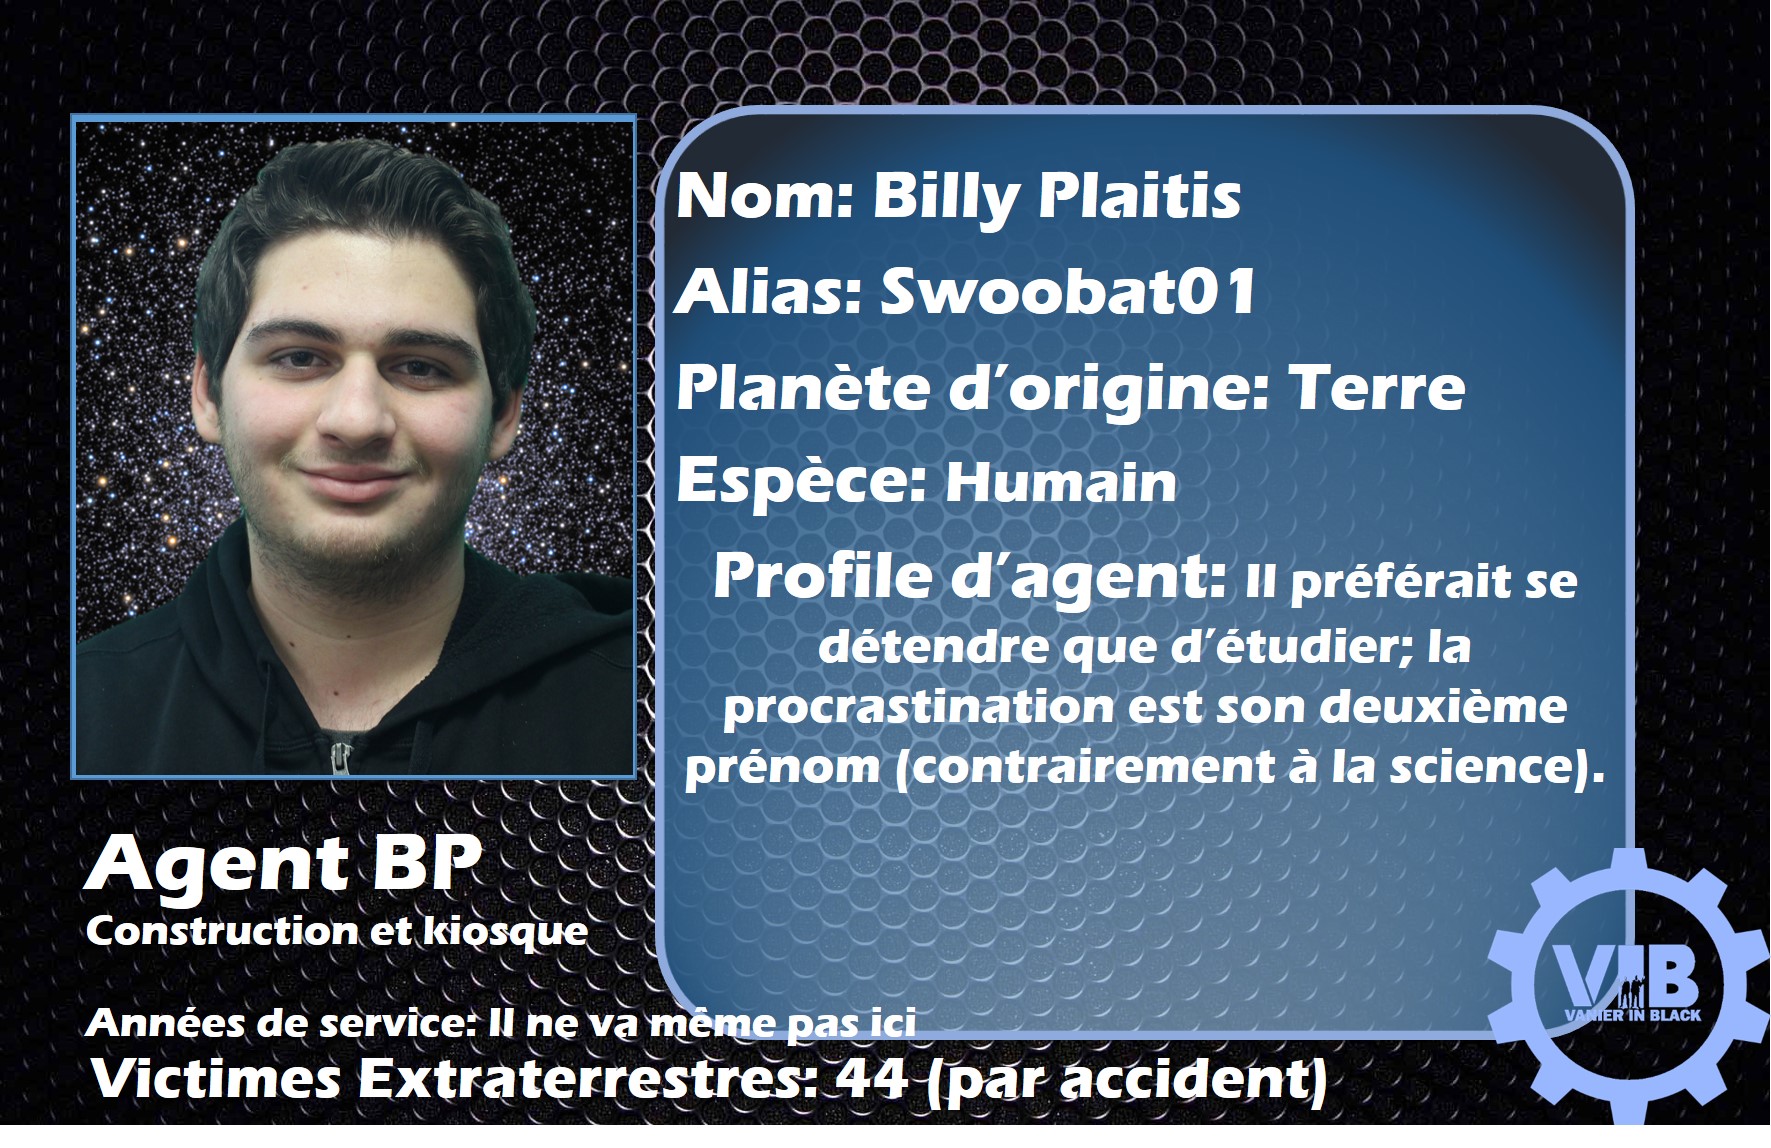 Nom: Billy Plaitis
Alias: Swoobat01
Planète d’origine: Terre
Espèce: Humain
Profile d’agent: Il préférait se
détendre que d’étudier; la
procrastination est son deuxième
prénom (contrairement à la science).
Agent BP
Construction et kiosque
Années de service: Il ne va même pas ici
Victimes Extraterrestres: 44 (par accident)
VIB
VANIER IN BLACK